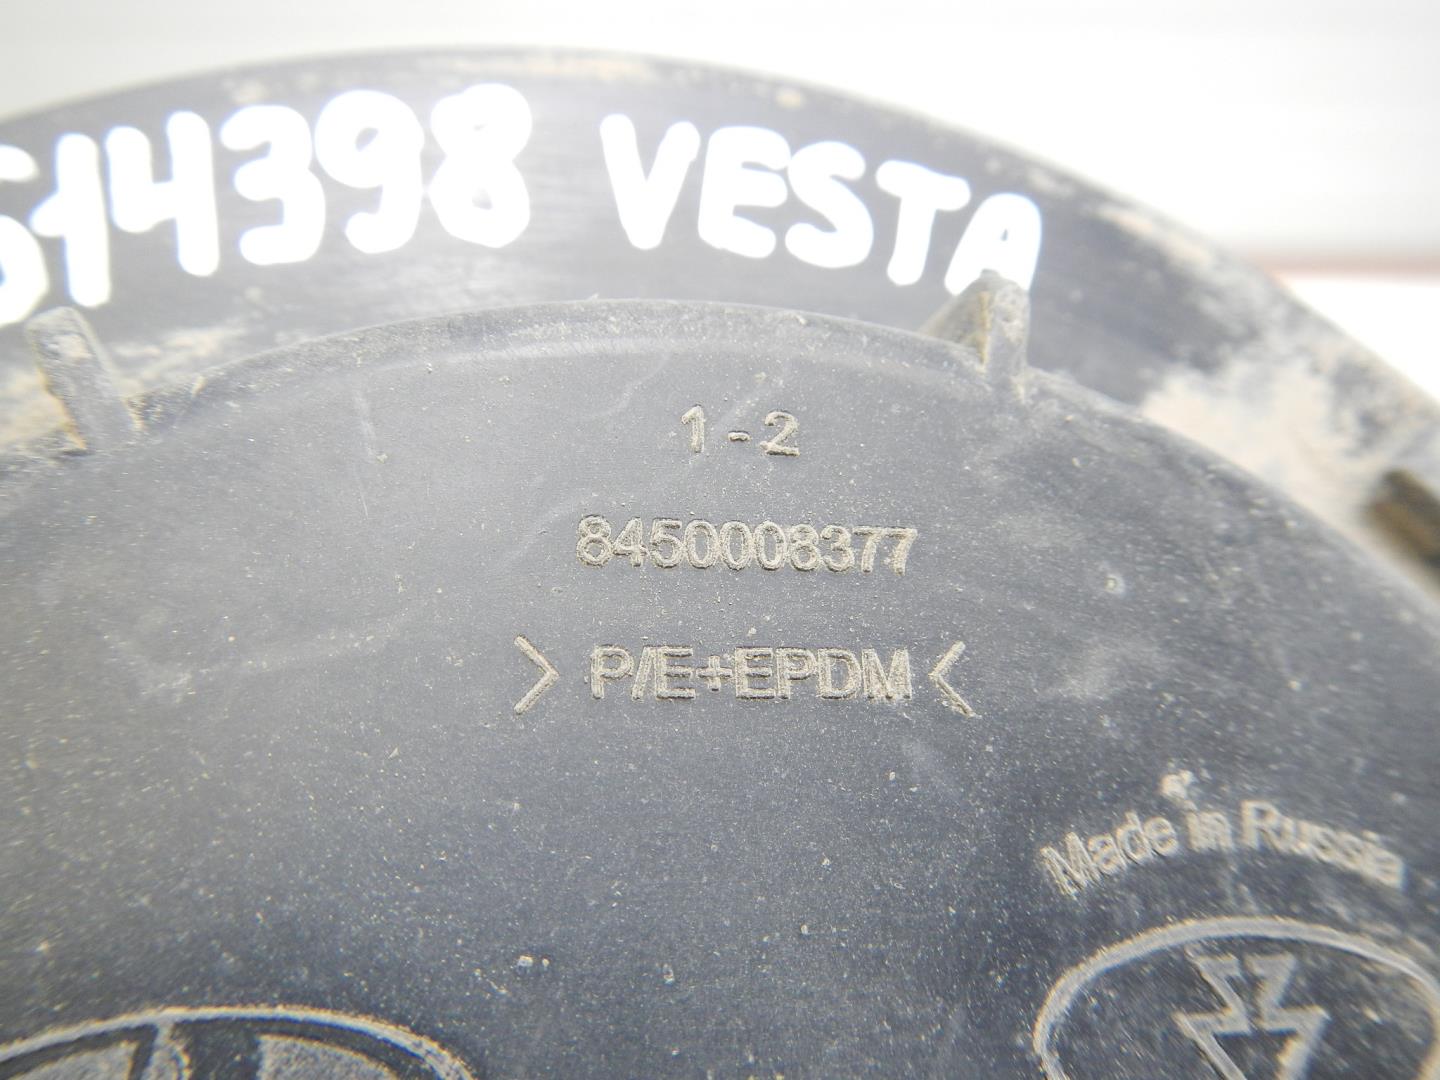 514398 VESTA
1-2
8450008377
> P/E+EPDM <
Made in Russia